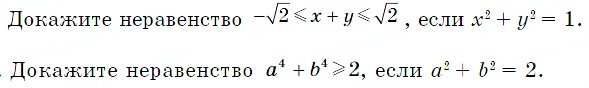 Докажите неравенство −√2 ⩽ x + y ⩽ √2 , если x² + y² = 1.
. Докажите неравенство a⁴ + b⁴ ⩾ 2, если a² + b² = 2.